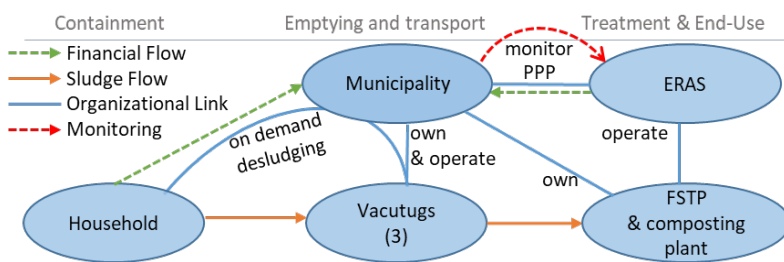 Containment
Emptying and transport
Treatment & End-Use
Financial Flow
Sludge Flow
Organizational Link
Monitoring
monitor
PPP
Municipality
ERAS
on demand
desludging
own
& operate
operate
own
Household
Vacutugs
(3)
FSTP
& composting
plant